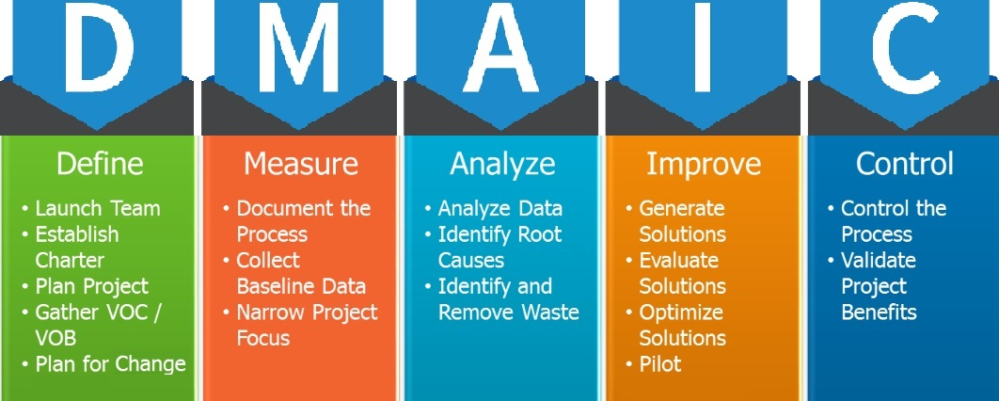 D
Define
• Launch Team
• Establish
Charter
• Plan Project
• Gather VOC /
VOB
• Plan for Change
M
Measure
• Document the
Process
• Collect
Baseline Data
• Narrow Project
Focus
A
Analyze
• Analyze Data
• Identify Root
Causes
• Identify and
Remove Waste
I
Improve
• Generate
Solutions
• Evaluate
Solutions
• Optimize
Solutions
• Pilot
C
Control
• Control the
Process
• Validate
Project
Benefits